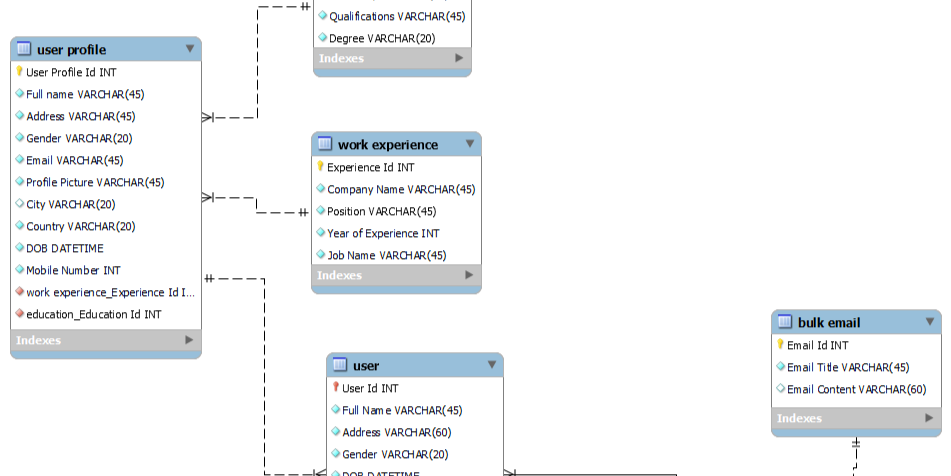 Qualifications VARCHAR(45)
Degree VARCHAR(20)
Indexes
user profile
User Profile Id INT
Full name VARCHAR(45)
Address VARCHAR(45)
Gender VARCHAR(20)
Email VARCHAR(45)
Profile Picture VARCHAR(45)
City VARCHAR(20)
Country VARCHAR(20)
DOB DATETIME
Mobile Number INT
work experience_Experience Id I...
education_Education Id INT
Indexes
work experience
Experience Id INT
Company Name VARCHAR(45)
Position VARCHAR(45)
Year of Experience INT
Job Name VARCHAR(45)
Indexes
user
User Id INT
Full Name VARCHAR(45)
Address VARCHAR(60)
Gender VARCHAR(20)
DOB DATETIME
bulk email
Email Id INT
Email Title VARCHAR(45)
Email Content VARCHAR(60)
Indexes